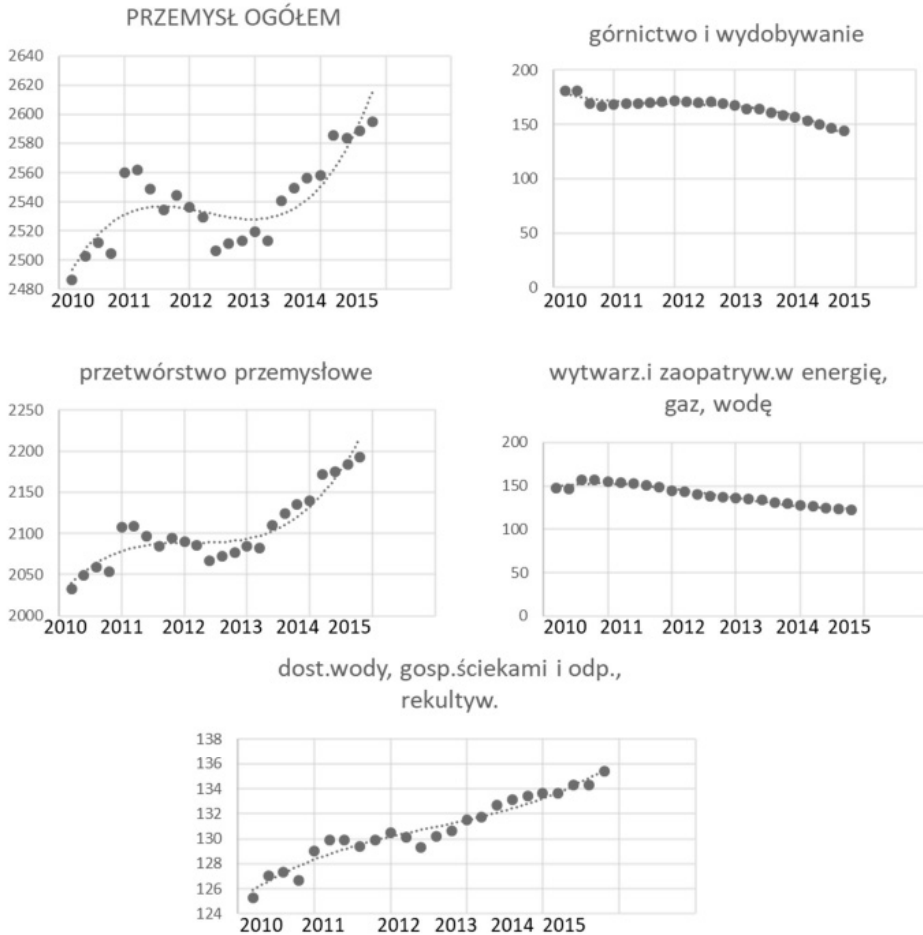 PRZEMYSŁ OGÓŁEM
2640
2620
2600
2580
2560
2540
2520
2500
2480
2010 2011 2012 2013 2014 2015
górnictwo i wydobywanie
200
150
100
50
0
2010 2011 2012 2013 2014 2015
przetwórstwo przemysłowe
2250
2200
2150
2100
2050
2000
2010 2011 2012 2013 2014 2015
wytwarz.i zaopatryw.w energię,
gaz, wodę
200
150
100
50
0
2010 2011 2012 2013 2014 2015
dost.wody, gosp.ściekami i odp.,
rekultyw.
138
136
134
132
130
128
126
124
2010 2011 2012 2013 2014 2015